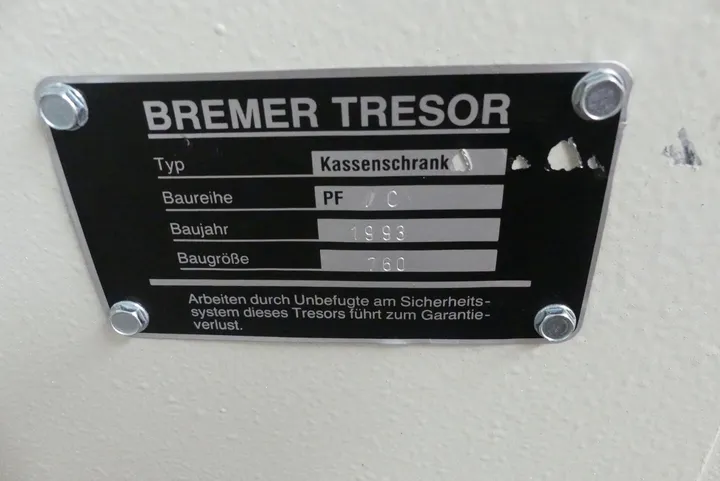 BREMER TRESOR
Typ Kassenschrank
Baureihe PF / C
Baujahr 1993
Baugröße 760
Arbeiten durch Unbefugte am Sicherheits-
system dieses Tresors führt zum Garantie-
verlust.